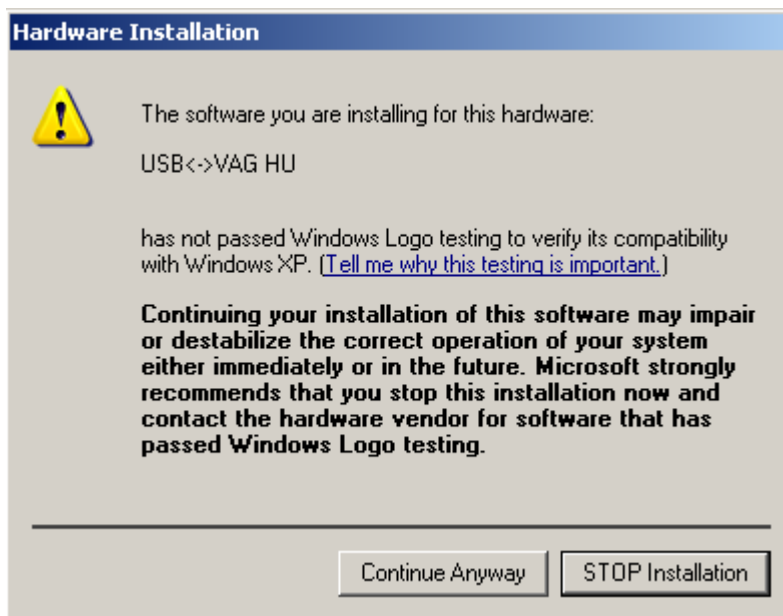 Hardware Installation
The software you are installing for this hardware:
USB<->VAG HU
has not passed Windows Logo testing to verify its compatibility
with Windows XP. (Tell me why this testing is important.)
Continuing your installation of this software may impair
or destabilize the correct operation of your system
either immediately or in the future. Microsoft strongly
recommends that you stop this installation now and
contact the hardware vendor for software that has
passed Windows Logo testing.
Continue Anyway
STOP Installation